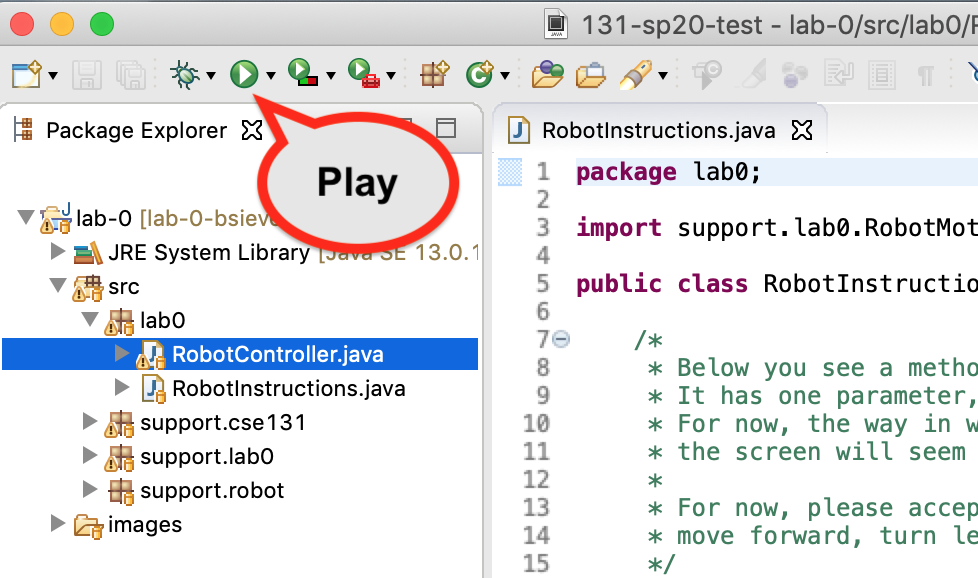 131-sp20-test - lab-0/src/lab0/
Package Explorer
RobotInstructions.java
Play
lab-0 [lab-0-bsieve
JRE System Library [Java SE 13.0.1
src
lab0
RobotController.java
RobotInstructions.java
support.cse131
support.lab0
support.robot
images
1 package lab0;
2
3 import support.lab0.RobotMot
4
5 public class RobotInstructio
6
7 /*
8 * Below you see a metho
9 * It has one parameter,
10 * For now, the way in w
11 * the screen will seem
12 *
13 * For now, please accep
14 * move forward, turn le
15 */